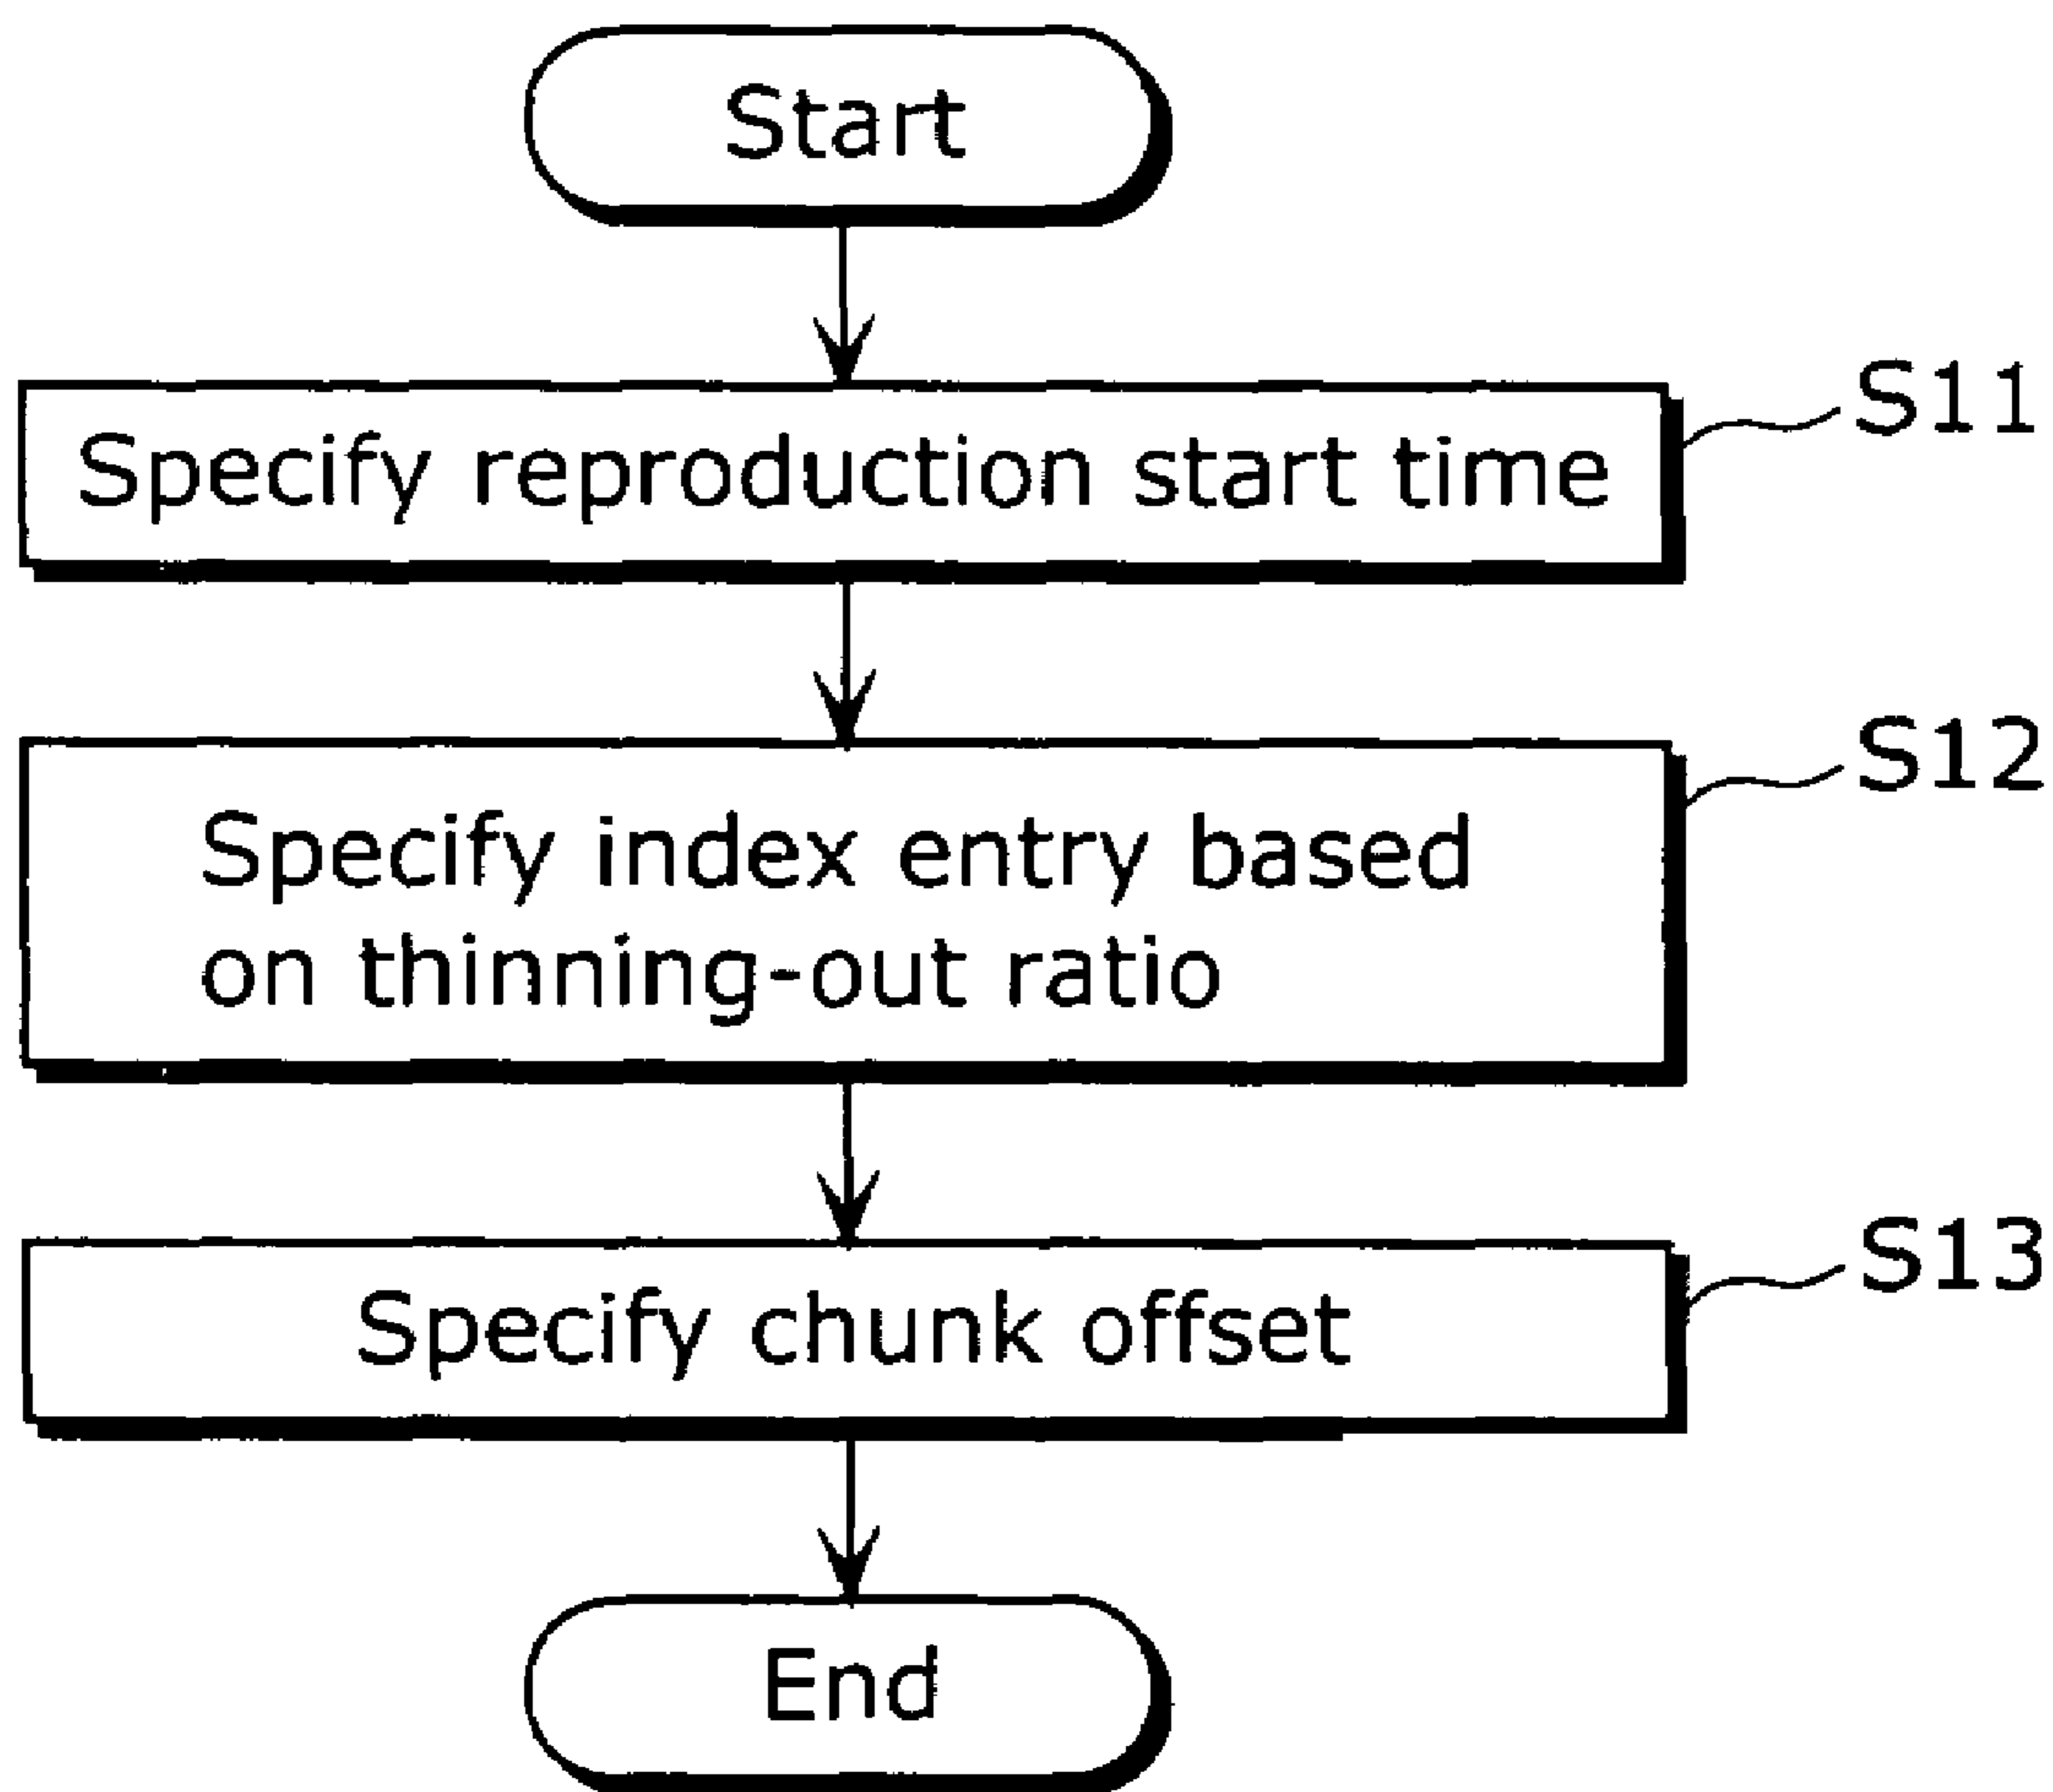 Start
S11
Specify reproduction start time
S12
Specify index entry based
on thinning-out ratio
S13
Specify chunk offset
End